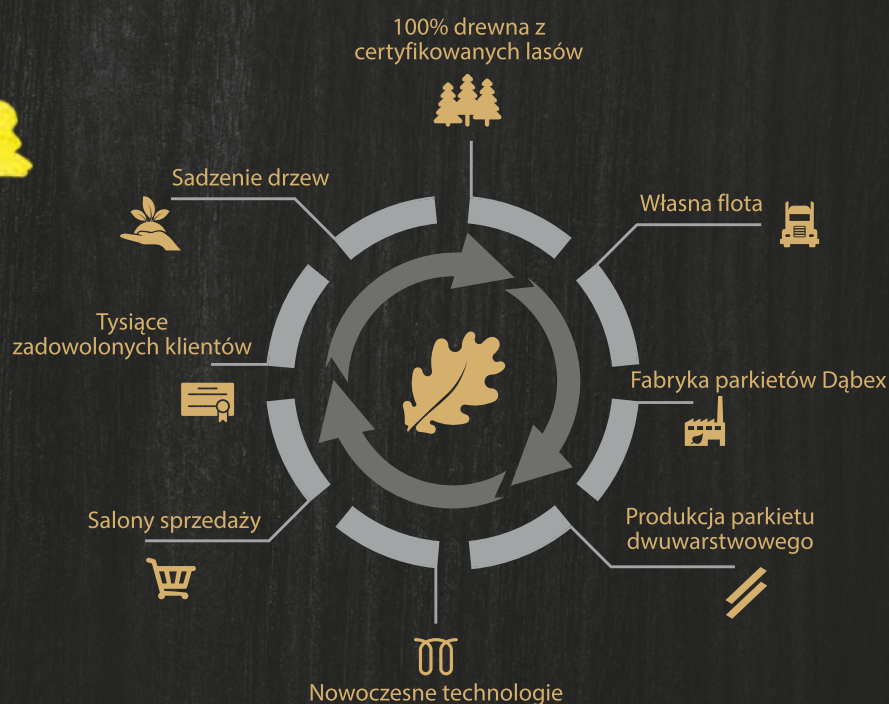 100% drewna z
certyfikowanych lasów
Sadzenie drzew
Własna flota
Tysiące
zadowolonych klientów
Fabryka parkietów Dąbex
Salony sprzedaży
Produkcja parkietu
dwuwarstwowego
Nowoczesne technologie